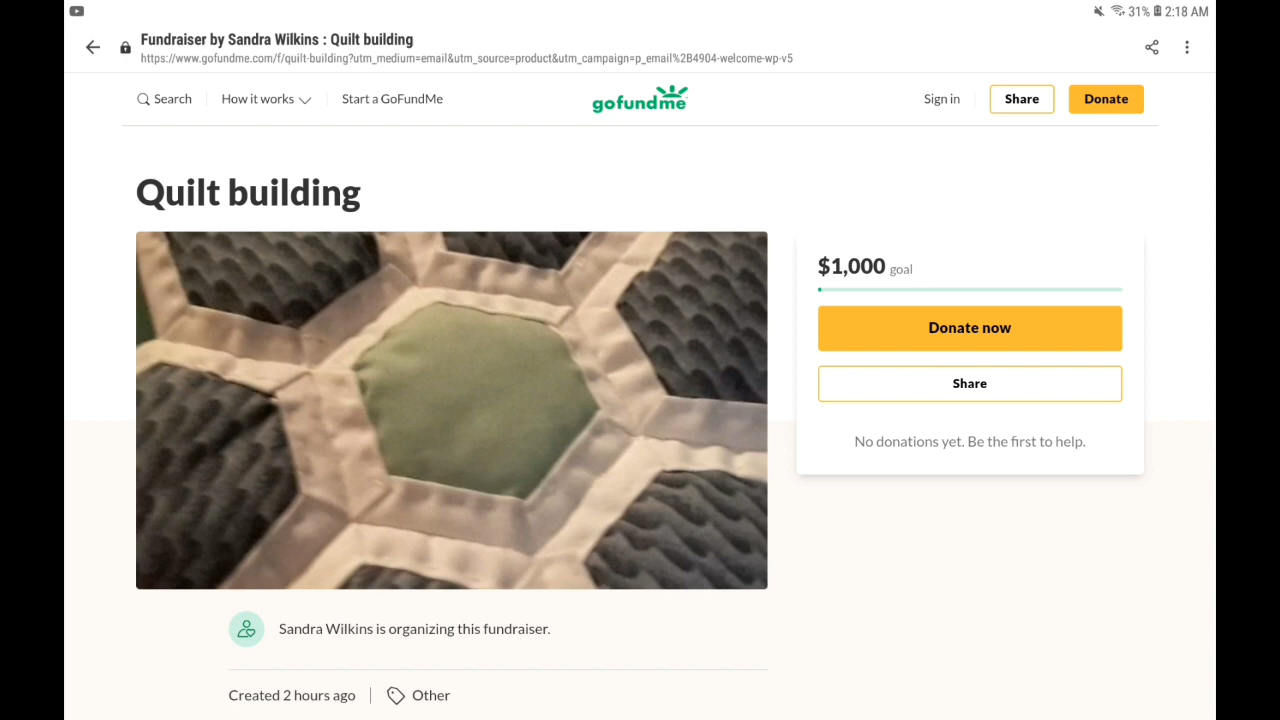 31% 2:18 AM
Fundraiser by Sandra Wilkins : Quilt building
https://www.gofundme.com/f/quilt-building?utm_medium=email&utm_source=product&utm_campaign=p_email%2B4904-welcome-wp-v5
Search How it works Start a GoFundMe gofundme Sign in Share Donate
Quilt building
$1,000 goal
Donate now
Share
No donations yet. Be the first to help.
Sandra Wilkins is organizing this fundraiser.
Created 2 hours ago Other